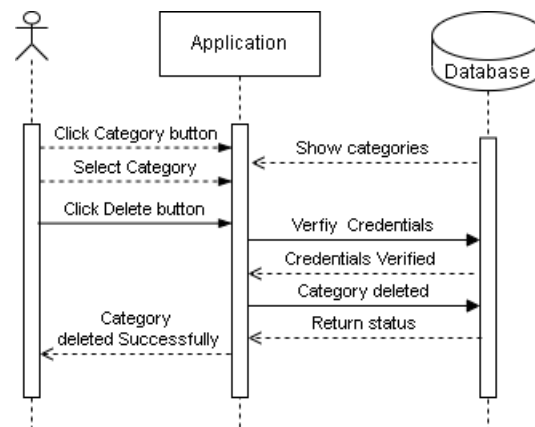 Application
Database
Click Category button
Show categories
Select Category
Click Delete button
Verfiy Credentials
Credentials Verified
Category deleted
Return status
Category
deleted Successfully